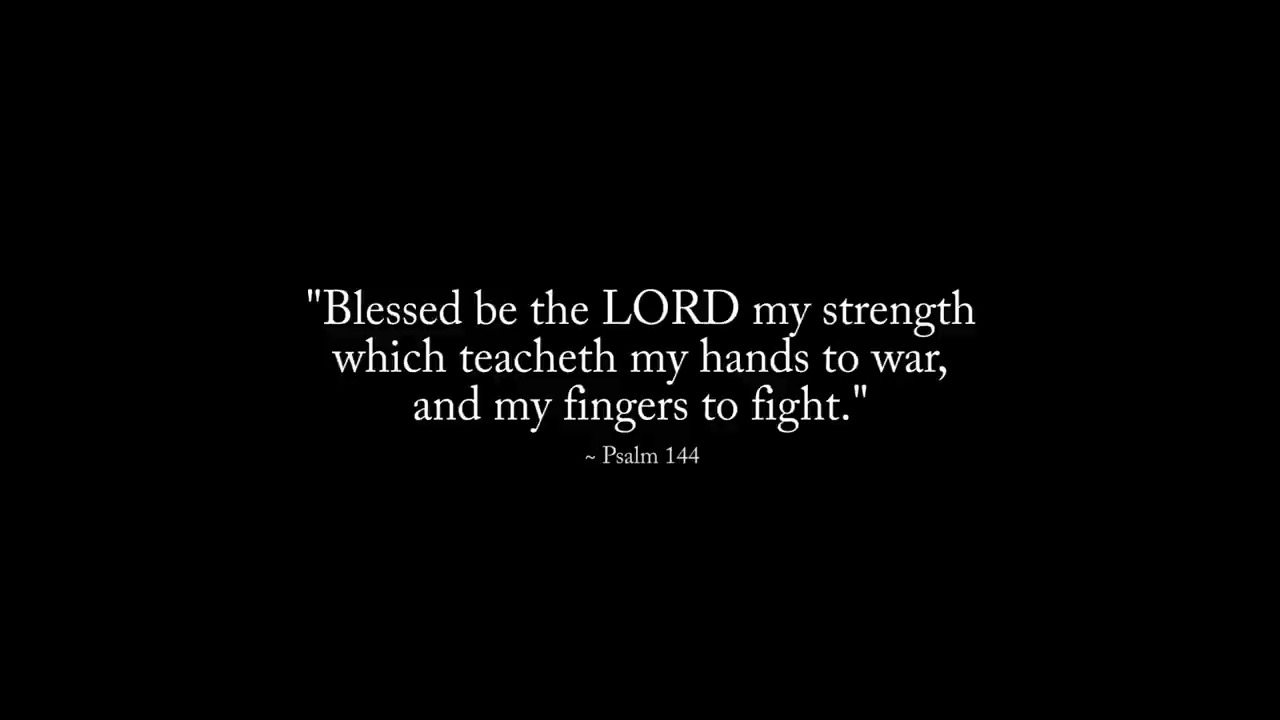 "Blessed be the LORD my strength
which teacheth my hands to war,
and my fingers to fight."
~ Psalm 144